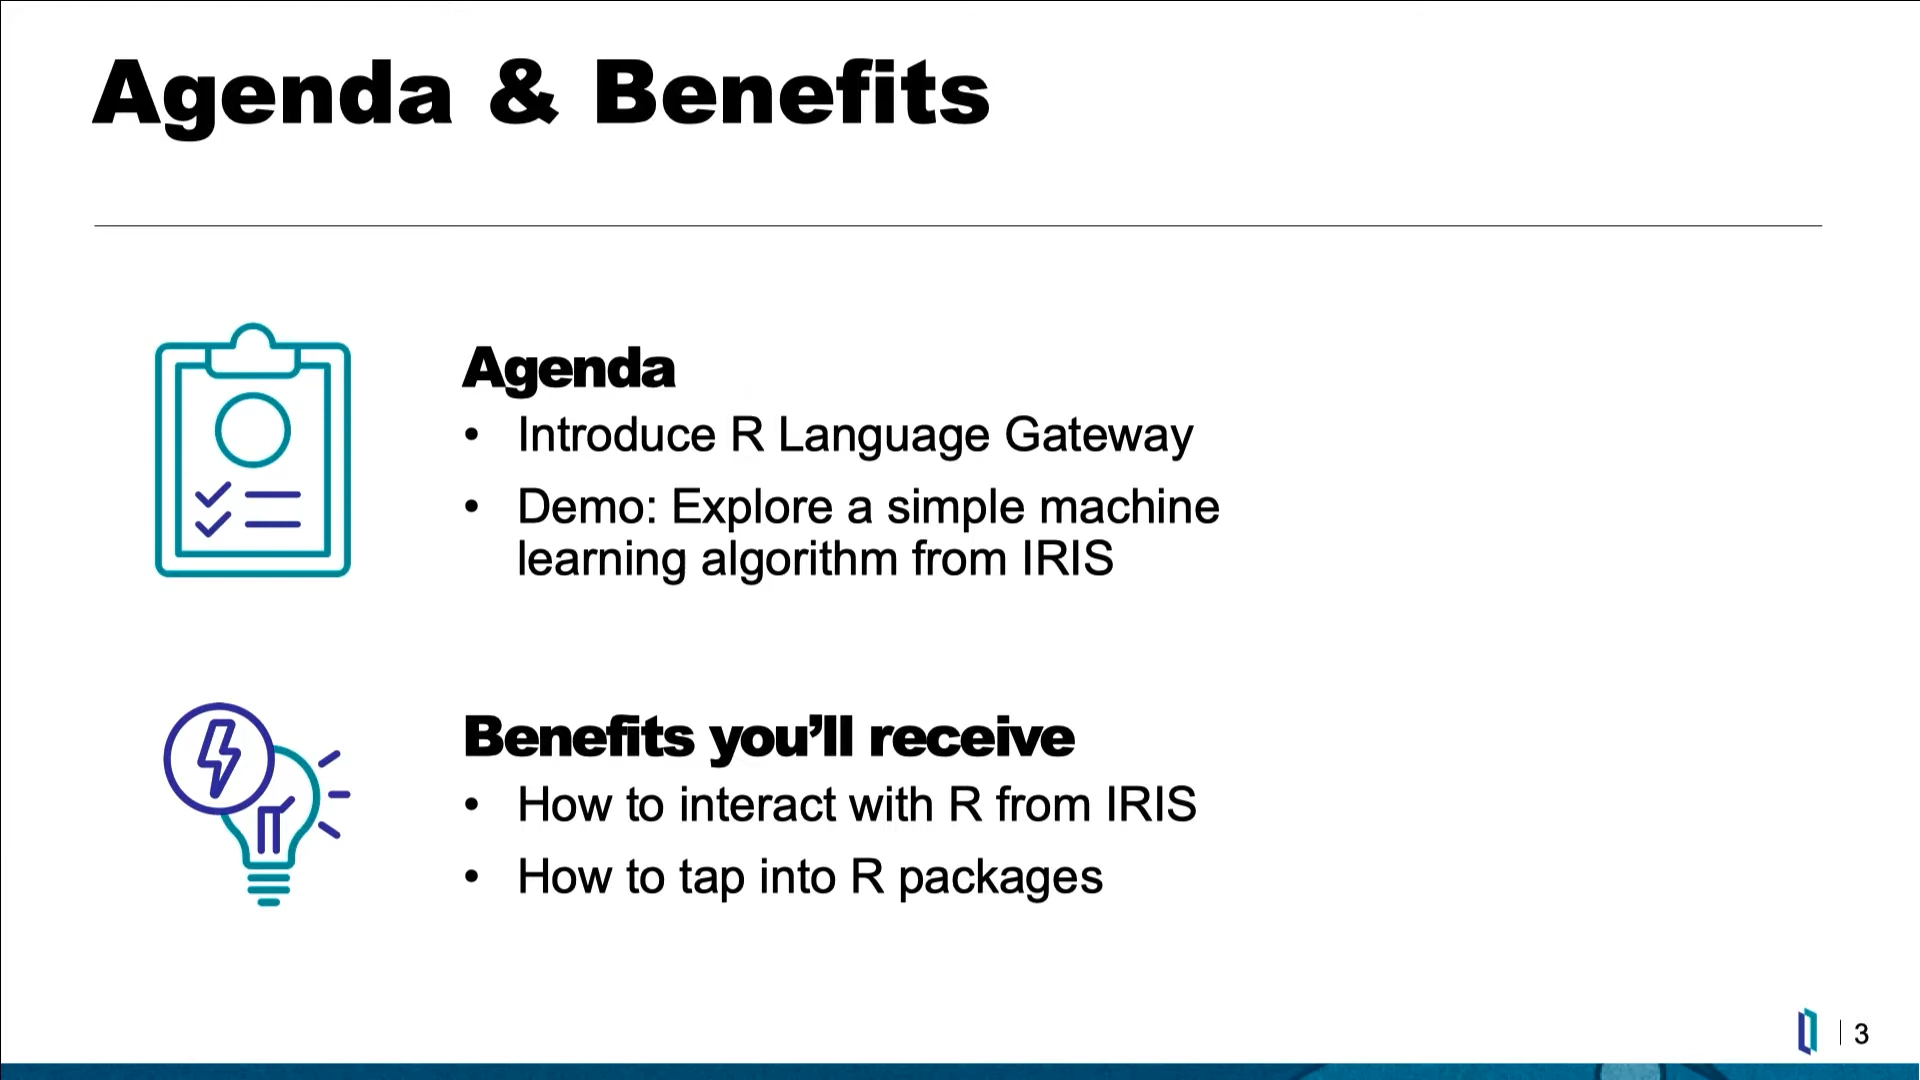 Agenda & Benefits
Agenda
• Introduce R Language Gateway
• Demo: Explore a simple machine
learning algorithm from IRIS
Benefits you’ll receive
• How to interact with R from IRIS
• How to tap into R packages
3